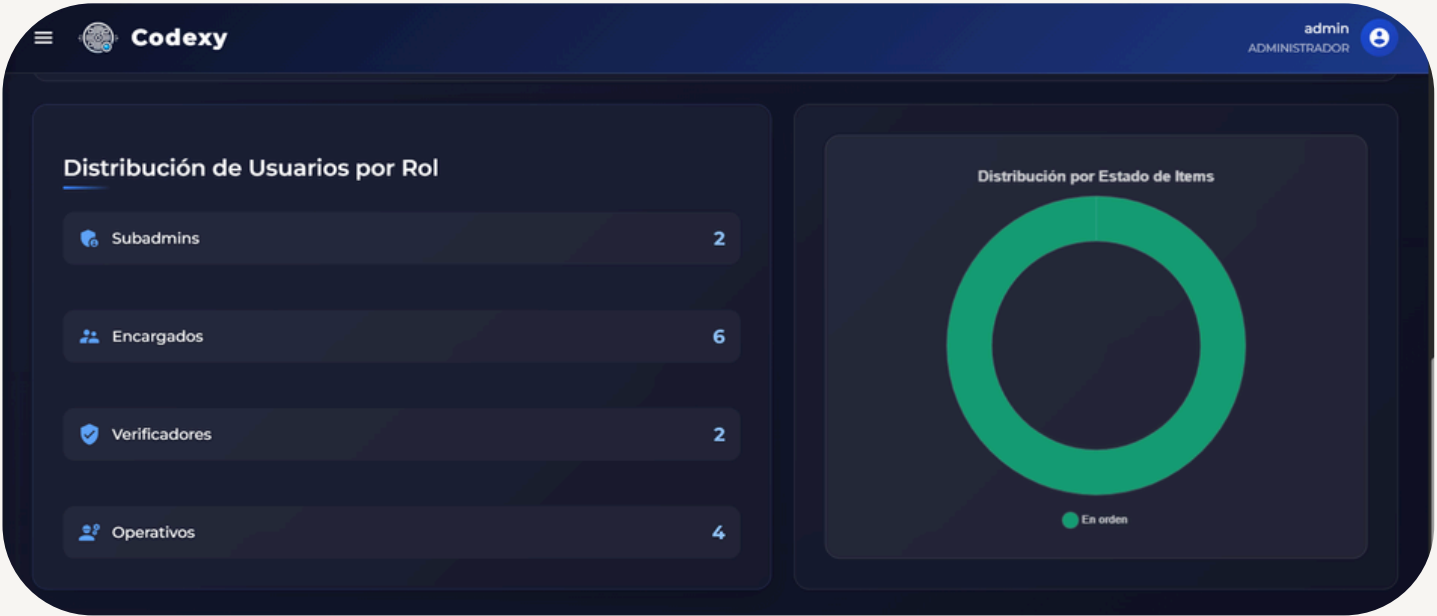 Codexy
admin
ADMINISTRADOR
Distribución de Usuarios por Rol
Subadmins 2
Encargados 6
Verificadores 2
Operativos 4
Distribución por Estado de Items
En orden